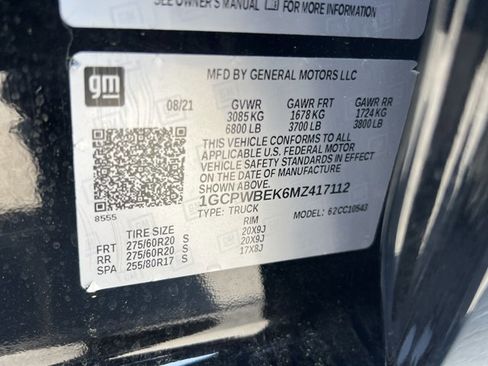 SEE OWNER'S MANUAL FOR MORE INFORMATION
gm
MFD BY GENERAL MOTORS LLC
08/21 GVWR GAWR FRT GAWR RR
3085 KG 1678 KG 1724 KG
6800 LB 3700 LB 3800 LB
THIS VEHICLE CONFORMS TO ALL
APPLICABLE U.S. FEDERAL MOTOR
VEHICLE SAFETY STANDARDS IN
EFFECT ON THE DATE OF
MANUFACTURE SHOWN ABOVE.
8555
1GCPWBEK6MZ417112
TYPE: TRUCK MODEL: 62CC10543
TIRE SIZE RIM
FRT 275/60R20 S 20X9J
RR 275/60R20 S 20X9J
SPA 255/80R17 S 17X8J